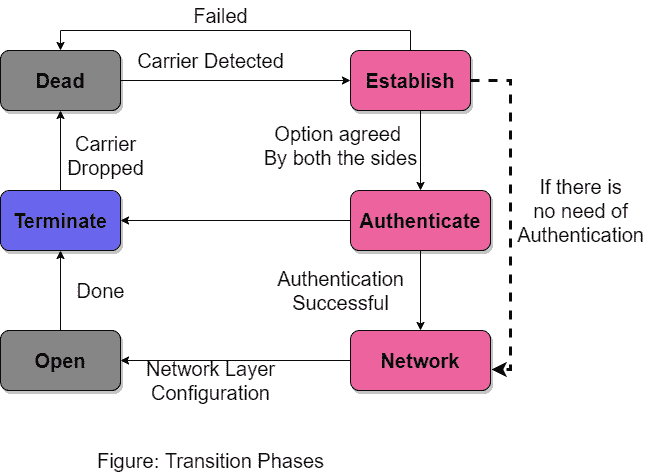 Failed
Dead
Carrier Detected
Establish
Option agreed
By both the sides
Carrier
Dropped
If there is
no need of
Authentication
Terminate
Authenticate
Authentication
Successful
Done
Open
Network Layer
Configuration
Network
Figure: Transition Phases